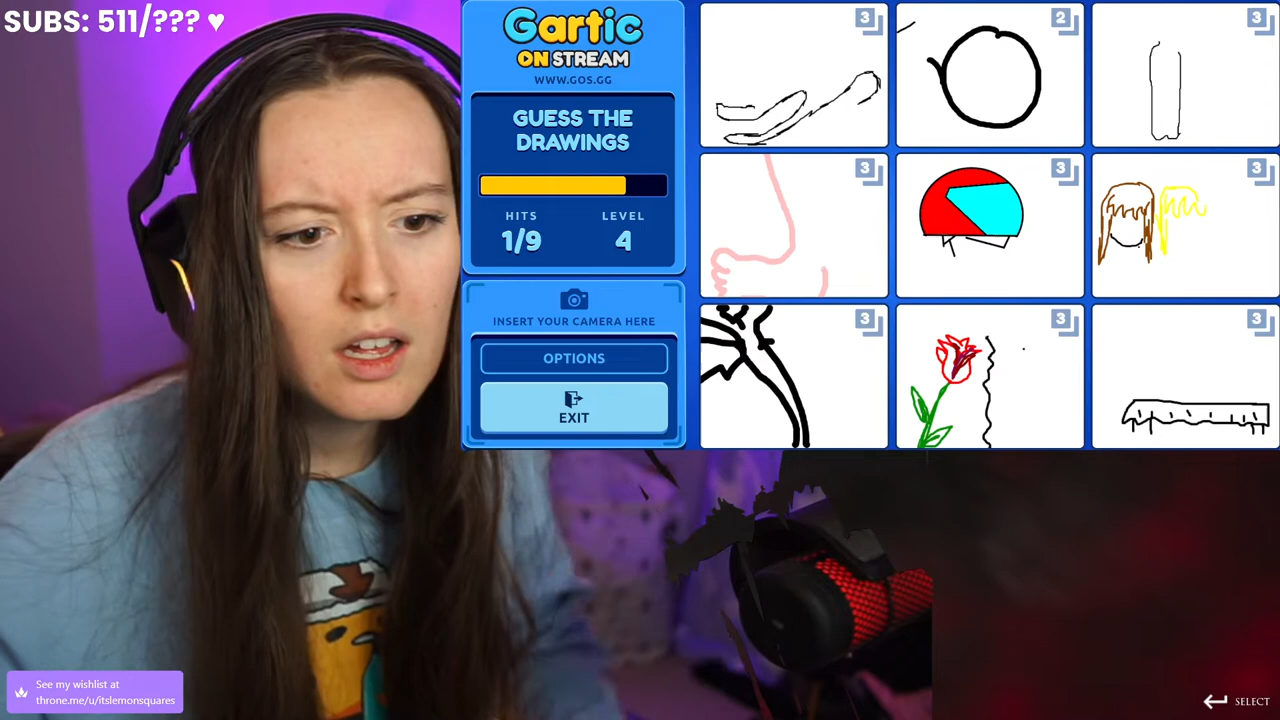 SUBS: 511/??? ♥
Gartic
ON STREAM
WWW.GOS.GG
GUESS THE
DRAWINGS
HITS
LEVEL
1/9
4
INSERT YOUR CAMERA HERE
OPTIONS
EXIT
3
2
3
3
3
3
3
3
3
See my wishlist at
throne.me/u/itslemonsquares
SELECT